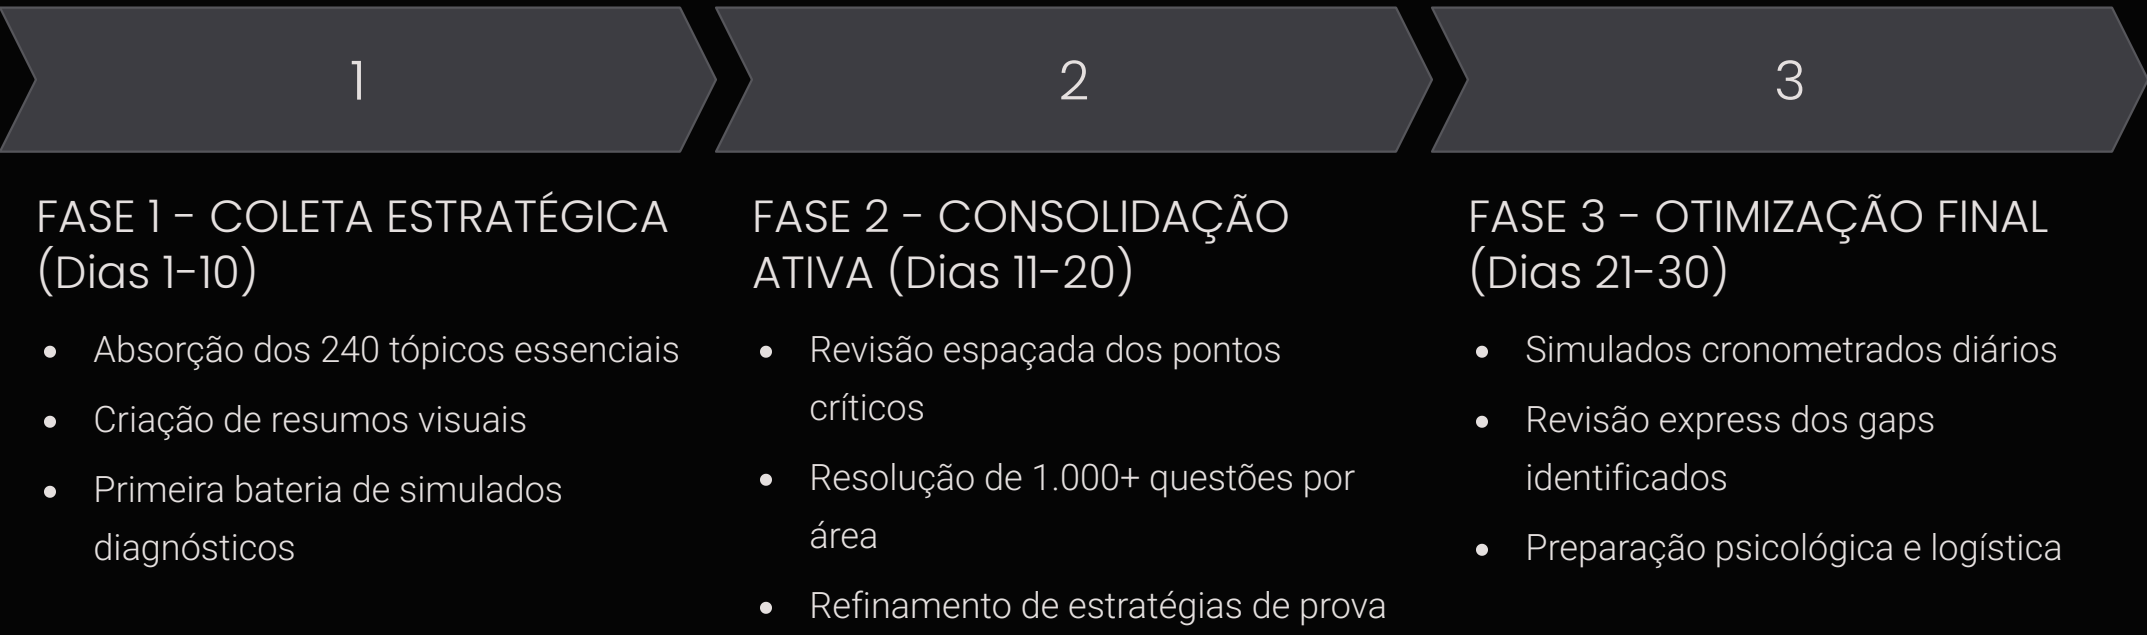 1
2
3
FASE 1 - COLETA ESTRATÉGICA
(Dias 1-10)
• Absorção dos 240 tópicos essenciais
• Criação de resumos visuais
• Primeira bateria de simulados
diagnósticos
FASE 2 - CONSOLIDAÇÃO
ATIVA (Dias 11-20)
• Revisão espaçada dos pontos
críticos
• Resolução de 1.000+ questões por
área
• Refinamento de estratégias de prova
FASE 3 - OTIMIZAÇÃO FINAL
(Dias 21-30)
• Simulados cronometrados diários
• Revisão express dos gaps
identificados
• Preparação psicológica e logística